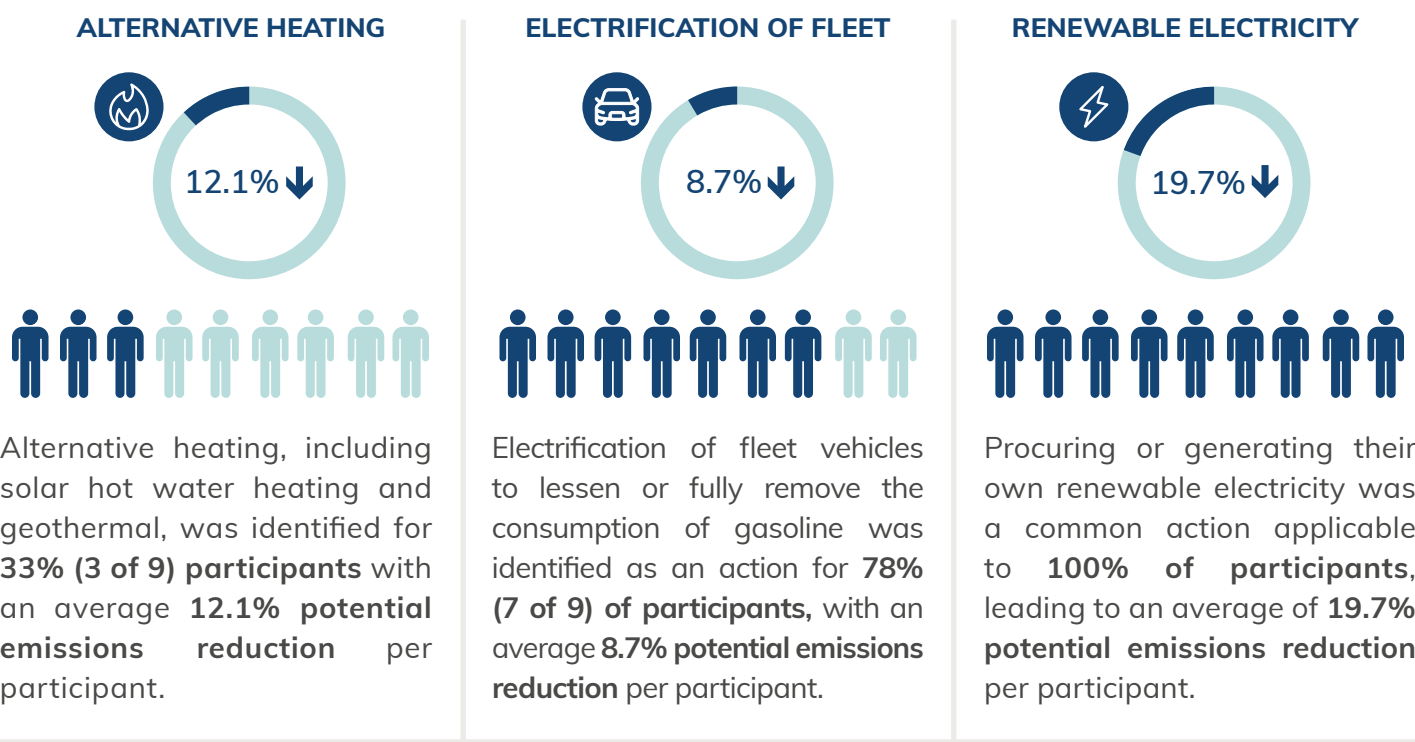 ALTERNATIVE HEATING
12.1%
Alternative heating, including
solar hot water heating and
geothermal, was identified for
33% (3 of 9) participants with
an average 12.1% potential
emissions reduction per
participant.
ELECTRIFICATION OF FLEET
8.7%
Electrification of fleet vehicles
to lessen or fully remove the
consumption of gasoline was
identified as an action for 78%
(7 of 9) of participants, with an
average 8.7% potential emissions
reduction per participant.
RENEWABLE ELECTRICITY
19.7%
Procuring or generating their
own renewable electricity was
a common action applicable
to 100% of participants,
leading to an average of 19.7%
potential emissions reduction
per participant.